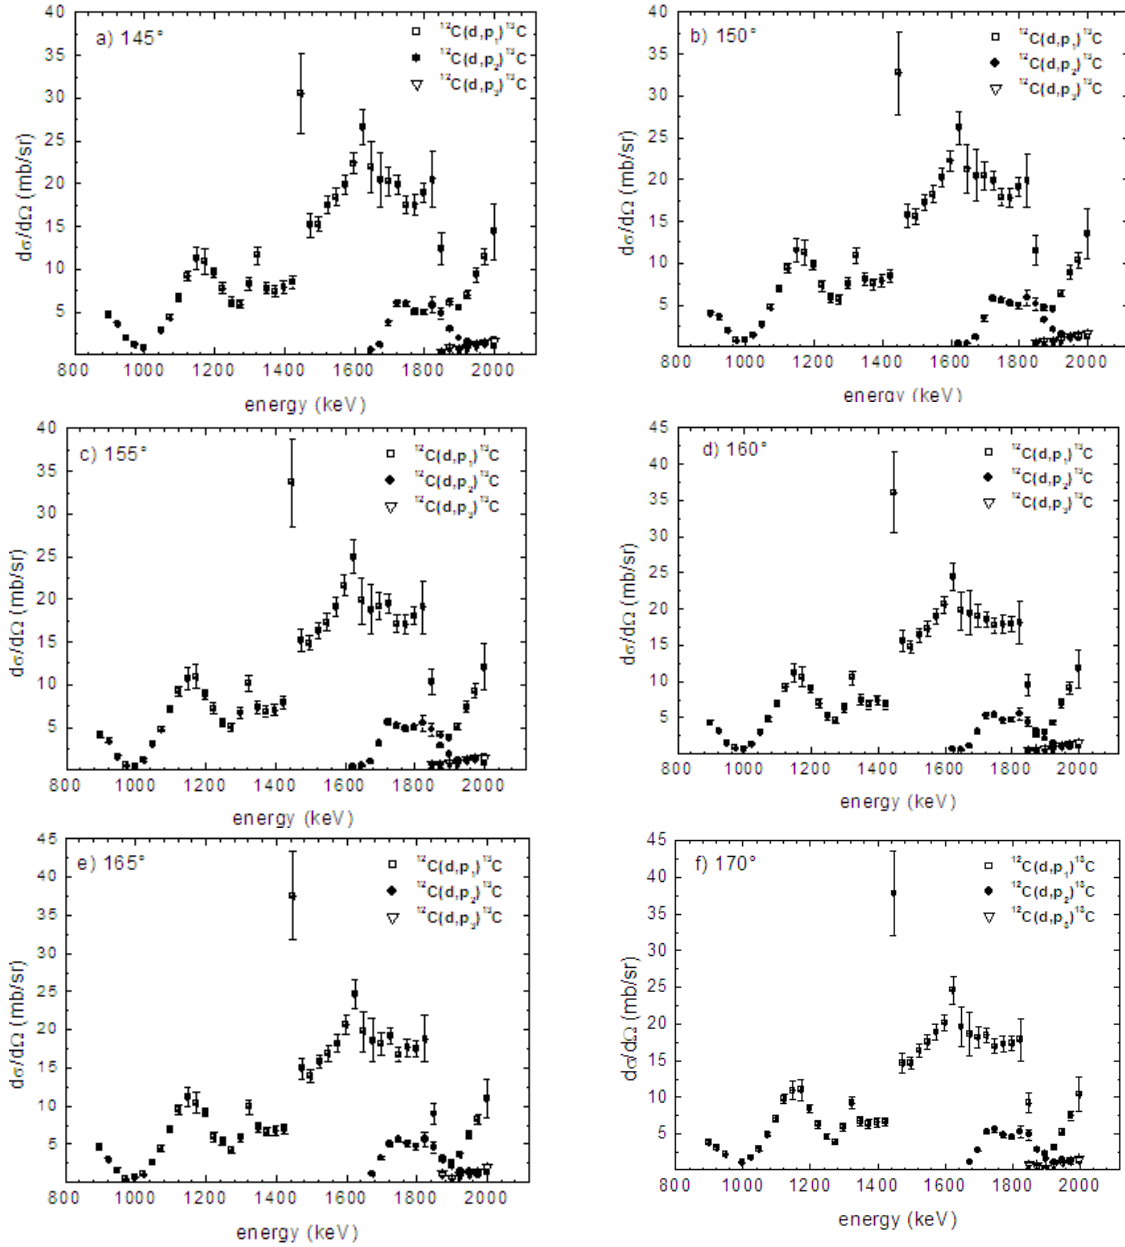 a) 145°
¹²C(d,p₁)¹³C
¹²C(d,p₂)¹³C
¹²C(d,p₃)¹³C
40
35
30
25
20
15
10
5
dσ/dΩ (mb/sr)
800 1000 1200 1400 1600 1800 2000
energy (keV)
b) 150°
¹²C(d,p₁)¹³C
¹²C(d,p₂)¹³C
¹²C(d,p₃)¹³C
40
35
30
25
20
15
10
5
dσ/dΩ (mb/sr)
800 1000 1200 1400 1600 1800 2000
energy (keV)
c) 155°
¹²C(d,p₁)¹³C
¹²C(d,p₂)¹³C
¹²C(d,p₃)¹³C
40
35
30
25
20
15
10
5
dσ/dΩ (mb/sr)
800 1000 1200 1400 1600 1800 2000
energy (keV)
d) 160°
¹²C(d,p₁)¹³C
¹²C(d,p₂)¹³C
¹²C(d,p₃)¹³C
45
40
35
30
25
20
15
10
5
dσ/dΩ (mb/sr)
800 1000 1200 1400 1600 1800 2000
energy (keV)
e) 165°
¹²C(d,p₁)¹³C
¹²C(d,p₂)¹³C
¹²C(d,p₃)¹³C
45
40
35
30
25
20
15
10
5
dσ/dΩ (mb/sr)
800 1000 1200 1400 1600 1800 2000
energy (keV)
f) 170°
¹²C(d,p₁)¹³C
¹²C(d,p₂)¹³C
¹²C(d,p₃)¹³C
45
40
35
30
25
20
15
10
5
dσ/dΩ (mb/sr)
800 1000 1200 1400 1600 1800 2000
energy (keV)